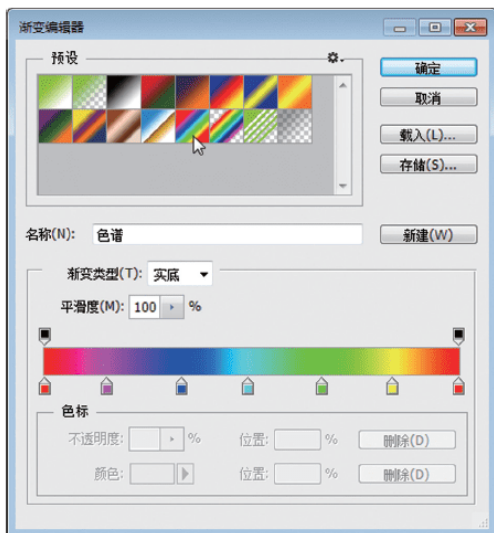 渐变编辑器
预设
确定
取消
载入(L)...
存储(S)...
名称(N): 色谱
新建(W)
渐变类型(T): 实底
平滑度(M): 100 %
色标
不透明度: % 位置: % 删除(D)
颜色: 位置: % 删除(D)